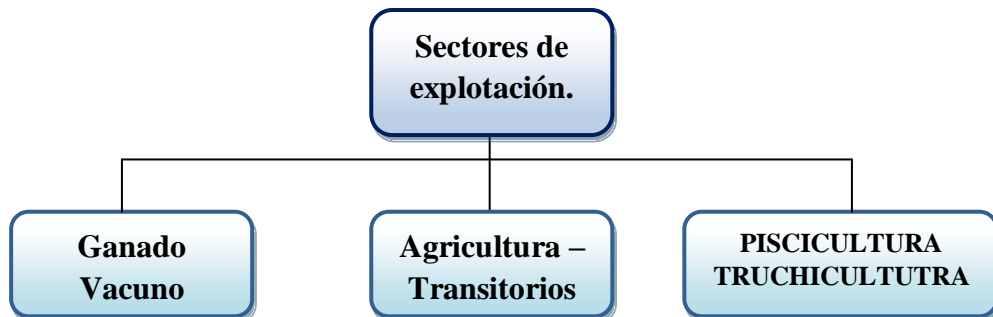 Sectores de
explotación.
Ganado
Vacuno
Agricultura –
Transitorios
PISCICULTURA
TRUCHICULTUTRA